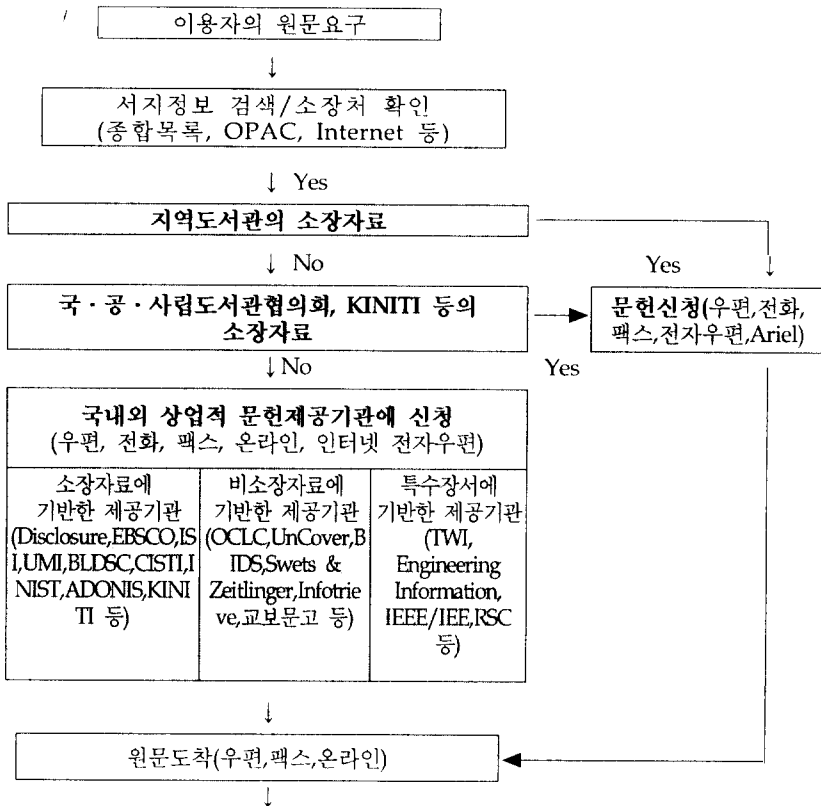 이용자의 원문요구
↓
서지정보 검색/소장처 확인
(종합목록, OPAC, Internet 등)
↓ Yes
지역도서관의 소장자료
↓ No
Yes ↓
국·공·사립도서관협의회, KINITI 등의
소장자료
문헌신청(우편,전화,
팩스,전자우편,Ariel)
↓No
Yes
국내외 상업적 문헌제공기관에 신청
(우편, 전화, 팩스, 온라인, 인터넷 전자우편)
소장자료에
기반한 제공기관
(Disclosure,EBSCO,IS
I,UMI,BLDSC,CISTI,I
NIST,ADONIS,KINI
TI 등)
비소장자료에
기반한 제공기관
(OCLC,UnCover,B
IDS,Swets &
Zeitlinger,Infotrie
ve,교보문고 등)
특수장서에
기반한 제공기관
(TWI,
Engineering
Information,
IEEE/IEE,RSC
등)
↓
원문도착(우편,팩스,온라인)
↓